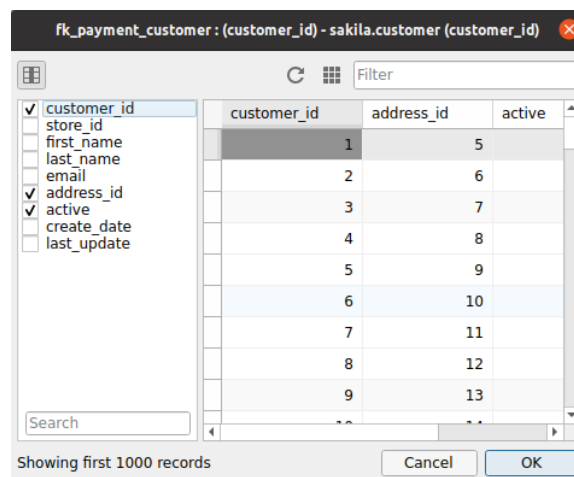 fk_payment_customer : (customer_id) - sakila.customer (customer_id)
Filter
customer_id
store_id
first_name
last_name
email
address_id
active
create_date
last_update
Search
customer_id address_id active
1 5
2 6
3 7
4 8
5 9
6 10
7 11
8 12
9 13
Showing first 1000 records
Cancel OK